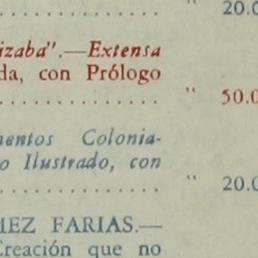 " 20.0
izaba".—Extensa
da, con Prólogo
" 50.0
mentos Colonia-
o Ilustrado, con
" 20.0
MEZ FARIAS.—
Creación que no